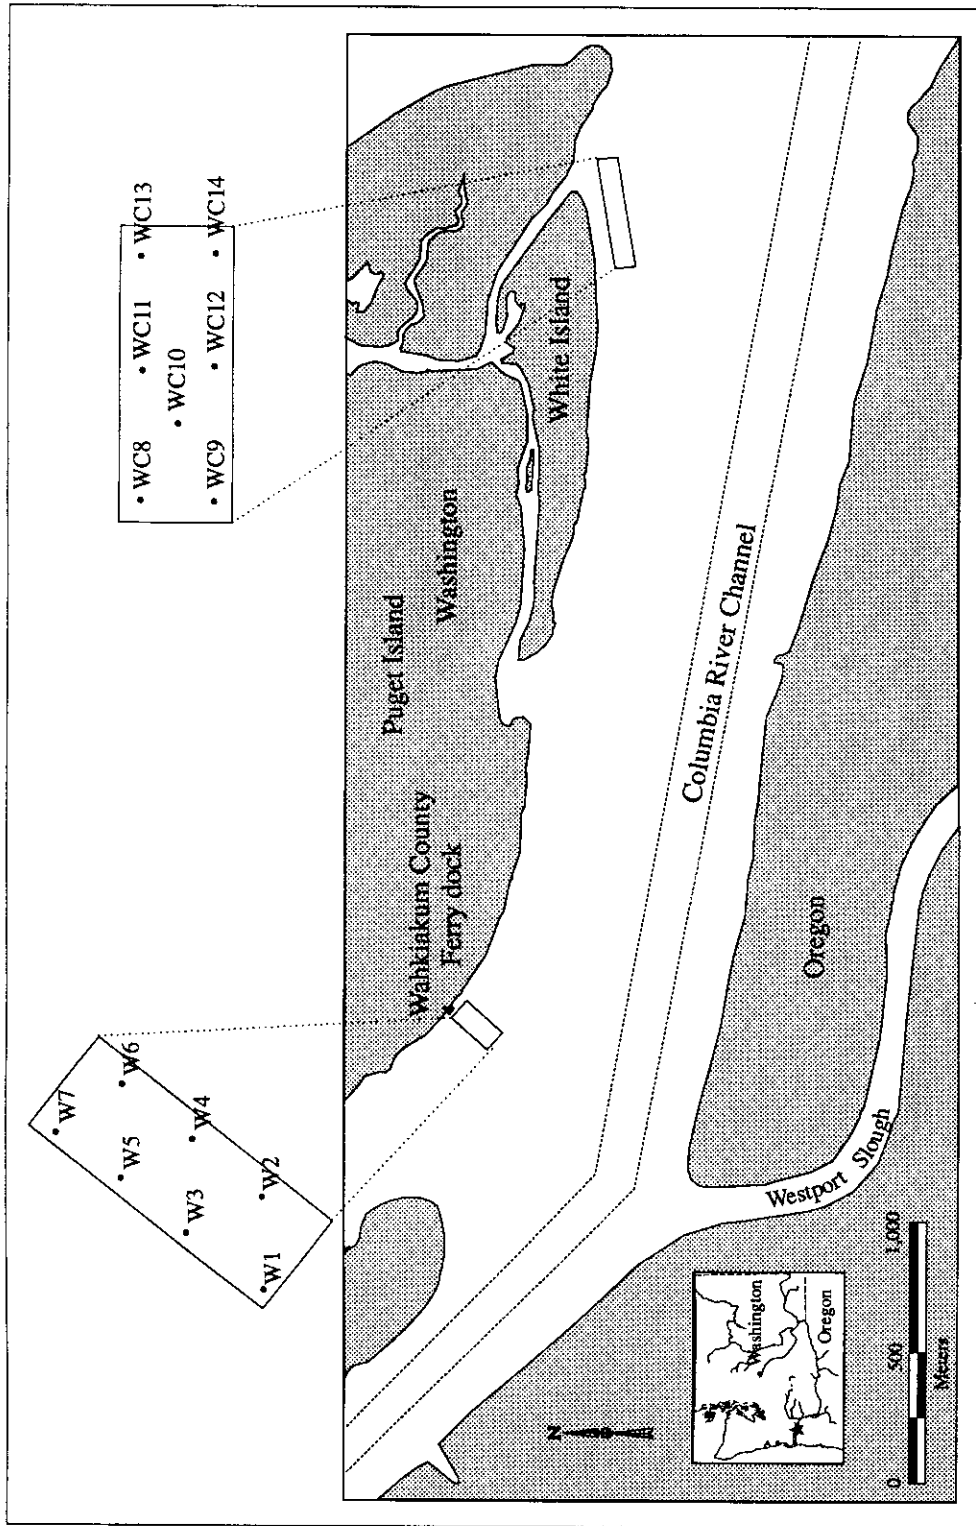 W7
W6
W5
W4
W3
W2
W1
WC8
WC11
WC13
WC10
WC9
WC12
WC14
Puget Island
Washington
Wahkiakum County
Ferry dock
White Island
Columbia River Channel
Oregon
Westport Slough
N
Washington
Oregon
0
500
1,000
Meters